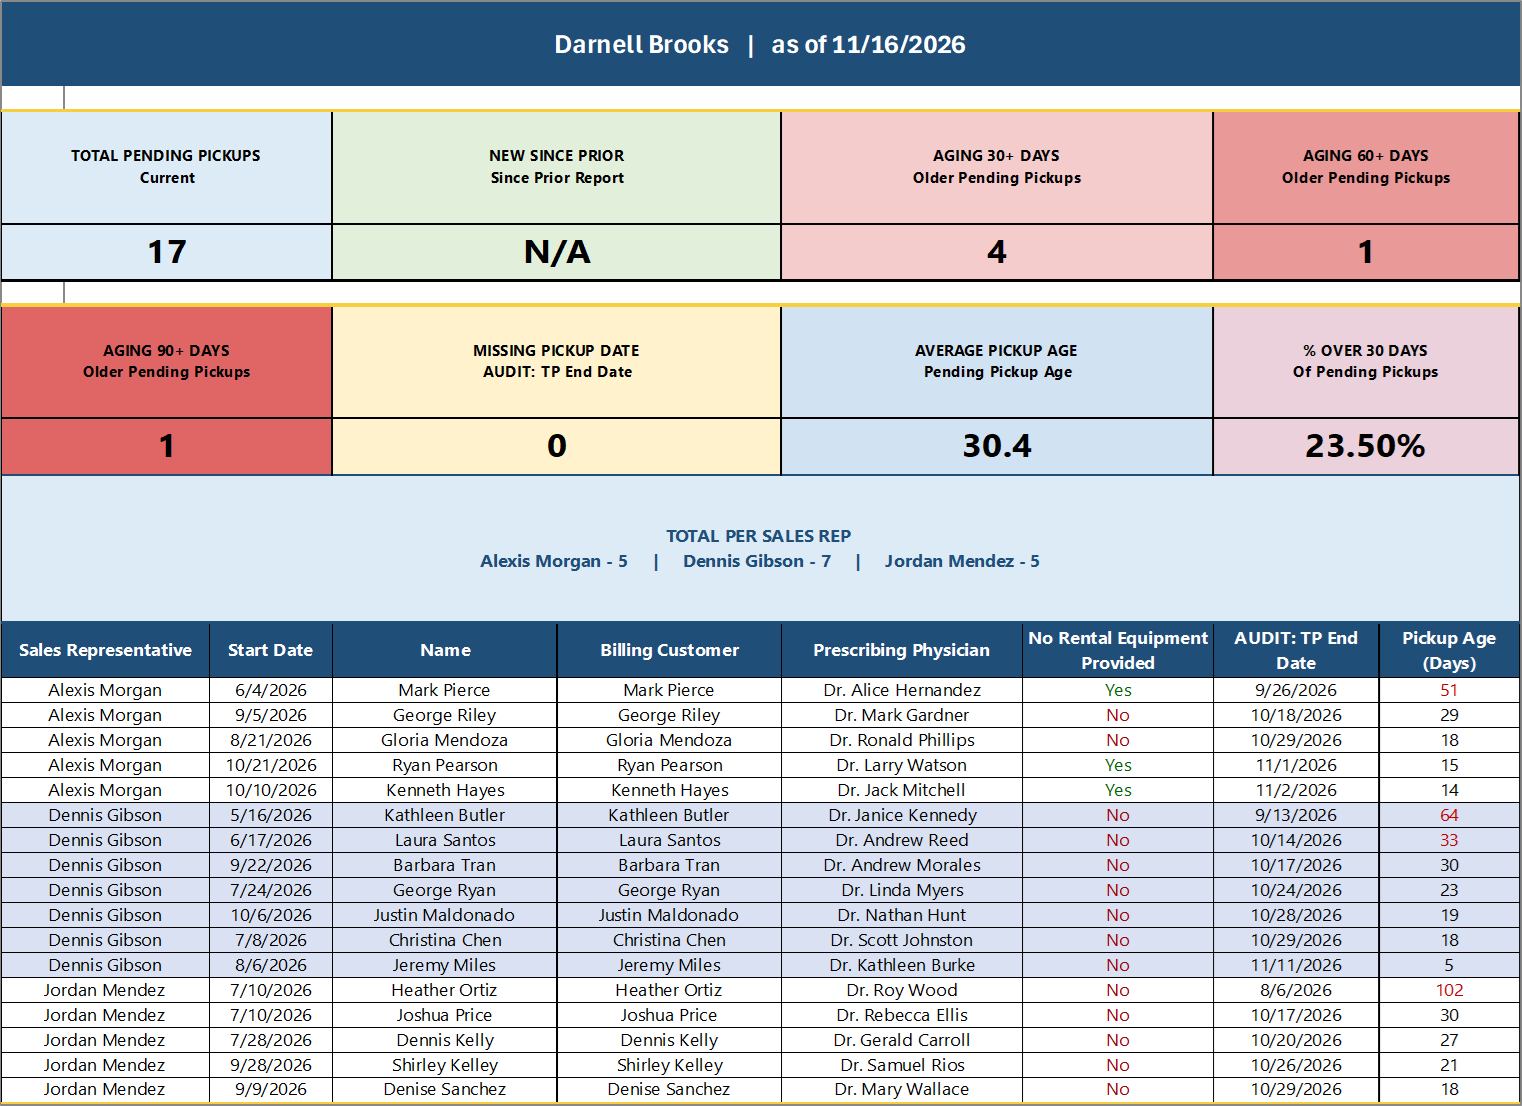 Darnell Brooks | as of 11/16/2026
TOTAL PENDING PICKUPS
Current
NEW SINCE PRIOR
Since Prior Report
AGING 30+ DAYS
Older Pending Pickups
AGING 60+ DAYS
Older Pending Pickups
17
N/A
4
1
AGING 90+ DAYS
Older Pending Pickups
MISSING PICKUP DATE
AUDIT: TP End Date
AVERAGE PICKUP AGE
Pending Pickup Age
% OVER 30 DAYS
Of Pending Pickups
1
0
30.4
23.50%
TOTAL PER SALES REP
Alexis Morgan - 5 | Dennis Gibson - 7 | Jordan Mendez - 5
Sales Representative Start Date Name Billing Customer Prescribing Physician No Rental Equipment Provided AUDIT: TP End Date Pickup Age (Days)
Alexis Morgan 6/4/2026 Mark Pierce Mark Pierce Dr. Alice Hernandez Yes 9/26/2026 51
Alexis Morgan 9/5/2026 George Riley George Riley Dr. Mark Gardner No 10/18/2026 29
Alexis Morgan 8/21/2026 Gloria Mendoza Gloria Mendoza Dr. Ronald Phillips No 10/29/2026 18
Alexis Morgan 10/21/2026 Ryan Pearson Ryan Pearson Dr. Larry Watson Yes 11/1/2026 15
Alexis Morgan 10/10/2026 Kenneth Hayes Kenneth Hayes Dr. Jack Mitchell Yes 11/2/2026 14
Dennis Gibson 5/16/2026 Kathleen Butler Kathleen Butler Dr. Janice Kennedy No 9/13/2026 64
Dennis Gibson 6/17/2026 Laura Santos Laura Santos Dr. Andrew Reed No 10/14/2026 33
Dennis Gibson 9/22/2026 Barbara Tran Barbara Tran Dr. Andrew Morales No 10/17/2026 30
Dennis Gibson 7/24/2026 George Ryan George Ryan Dr. Linda Myers No 10/24/2026 23
Dennis Gibson 10/6/2026 Justin Maldonado Justin Maldonado Dr. Nathan Hunt No 10/28/2026 19
Dennis Gibson 7/8/2026 Christina Chen Christina Chen Dr. Scott Johnston No 10/29/2026 18
Dennis Gibson 8/6/2026 Jeremy Miles Jeremy Miles Dr. Kathleen Burke No 11/11/2026 5
Jordan Mendez 7/10/2026 Heather Ortiz Heather Ortiz Dr. Roy Wood No 8/6/2026 102
Jordan Mendez 7/10/2026 Joshua Price Joshua Price Dr. Rebecca Ellis No 10/17/2026 30
Jordan Mendez 7/28/2026 Dennis Kelly Dennis Kelly Dr. Gerald Carroll No 10/20/2026 27
Jordan Mendez 9/28/2026 Shirley Kelley Shirley Kelley Dr. Samuel Rios No 10/26/2026 21
Jordan Mendez 9/9/2026 Denise Sanchez Denise Sanchez Dr. Mary Wallace No 10/29/2026 18